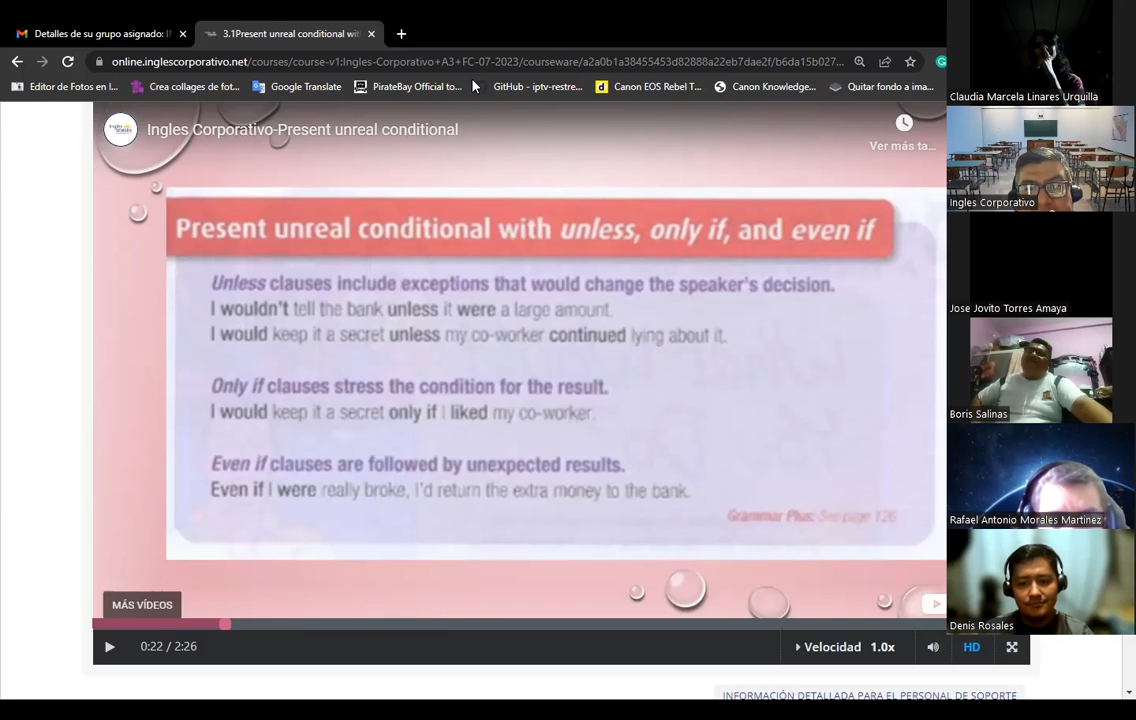 Detalles de su grupo asignado: I
3.1Present unreal conditional wit
online.inglescorporativo.net/courses/course-v1:Ingles-Corporativo+A3+FC-07-2023/courseware/a2a0b1a38455453d82888a22eb7dae2f/b6da15b027...
Editor de Fotos en l...
Crea collages de fot...
Google Translate
PirateBay Official to...
GitHub - iptv-restre...
Canon EOS Rebel T...
Canon Knowledge...
Quitar fondo a ima...
Claudia Marcela Linares Urquilla
Ingles Corporativo-Present unreal conditional
Ver más ta...
Ingles Corporativo
Present unreal conditional with unless, only if, and even if
Unless clauses include exceptions that would change the speaker's decision.
I wouldn't tell the bank unless it were a large amount.
I would keep it a secret unless my co-worker continued lying about it.
Jose Jovito Torres Amaya
Only if clauses stress the condition for the result.
I would keep it a secret only if I liked my co-worker.
Boris Salinas
Even if clauses are followed by unexpected results.
Even if I were really broke, I'd return the extra money to the bank.
Grammar Plus: See page 126
Rafael Antonio Morales Martinez
MÁS VÍDEOS
Denis Rosales
0:22 / 2:26
Velocidad 1.0x
HD
INFORMACIÓN DETALLADA PARA EL PERSONAL DE SOPORTE